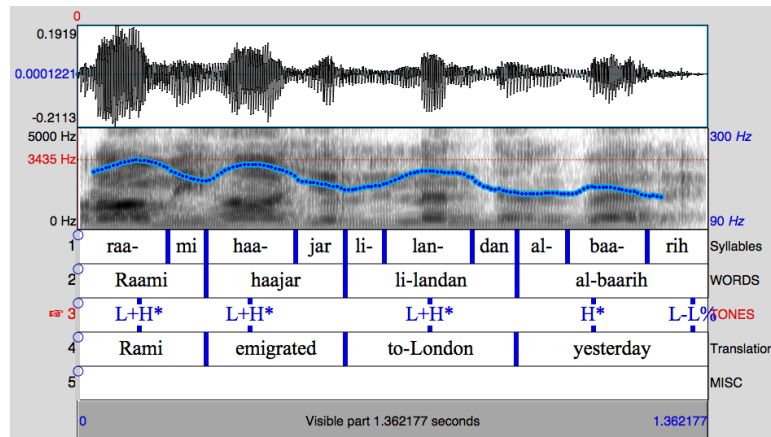 0
0.1919
0.0001221
-0.2113
5000 Hz 300 Hz
3435 Hz
0 Hz 90 Hz
1 raa- mi haa- jar li- lan- dan al- baa- rih Syllables
2 Raami haajar li-landan al-baarih WORDS
3 L+H* L+H* L+H* H* L-L% TONES
4 Rami emigrated to-London yesterday Translation
5 MISC
0 Visible part 1.362177 seconds 1.362177